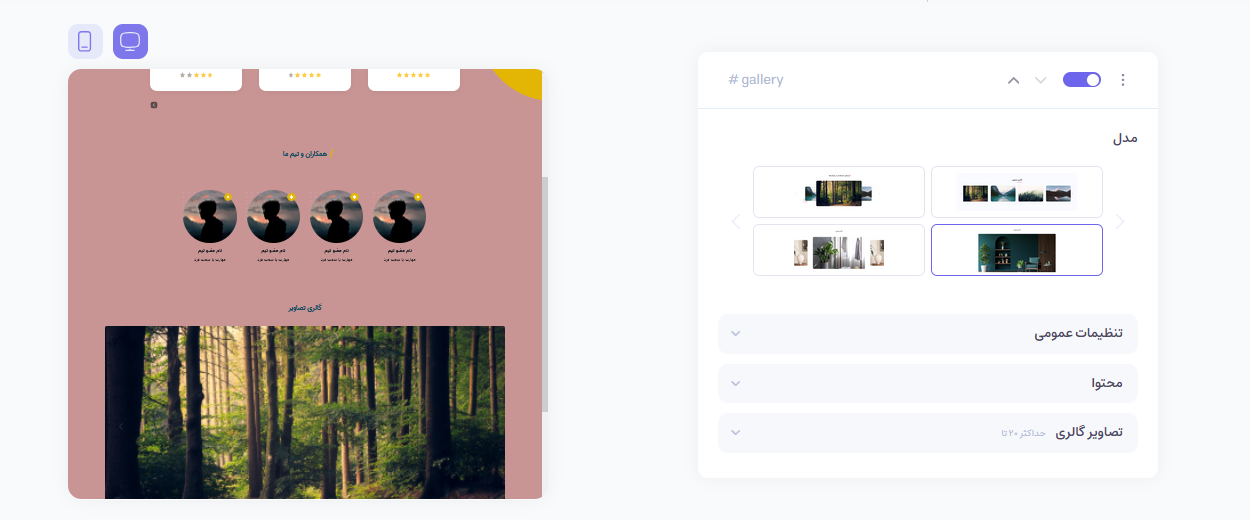 # gallery
مدل
تنظیمات عمومی
محتوا
تصاویر گالری حداکثر ۲۰ تا
همکاران و تیم ما
نام عضو تیم
نام عضو تیم
نام عضو تیم
نام عضو تیم
مهارت یا سمت فرد
مهارت یا سمت فرد
مهارت یا سمت فرد
مهارت یا سمت فرد
گالری تصاویر